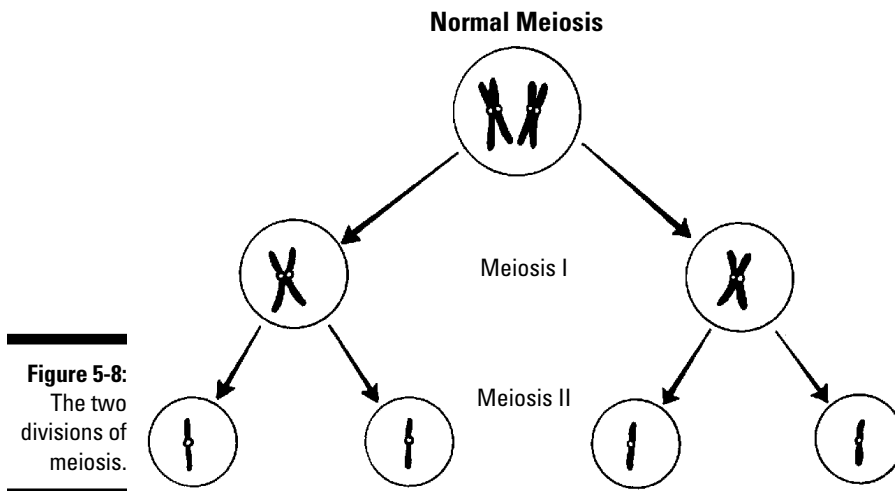 Normal Meiosis
Meiosis I
Meiosis II
Figure 5-8:
The two
divisions of
meiosis.